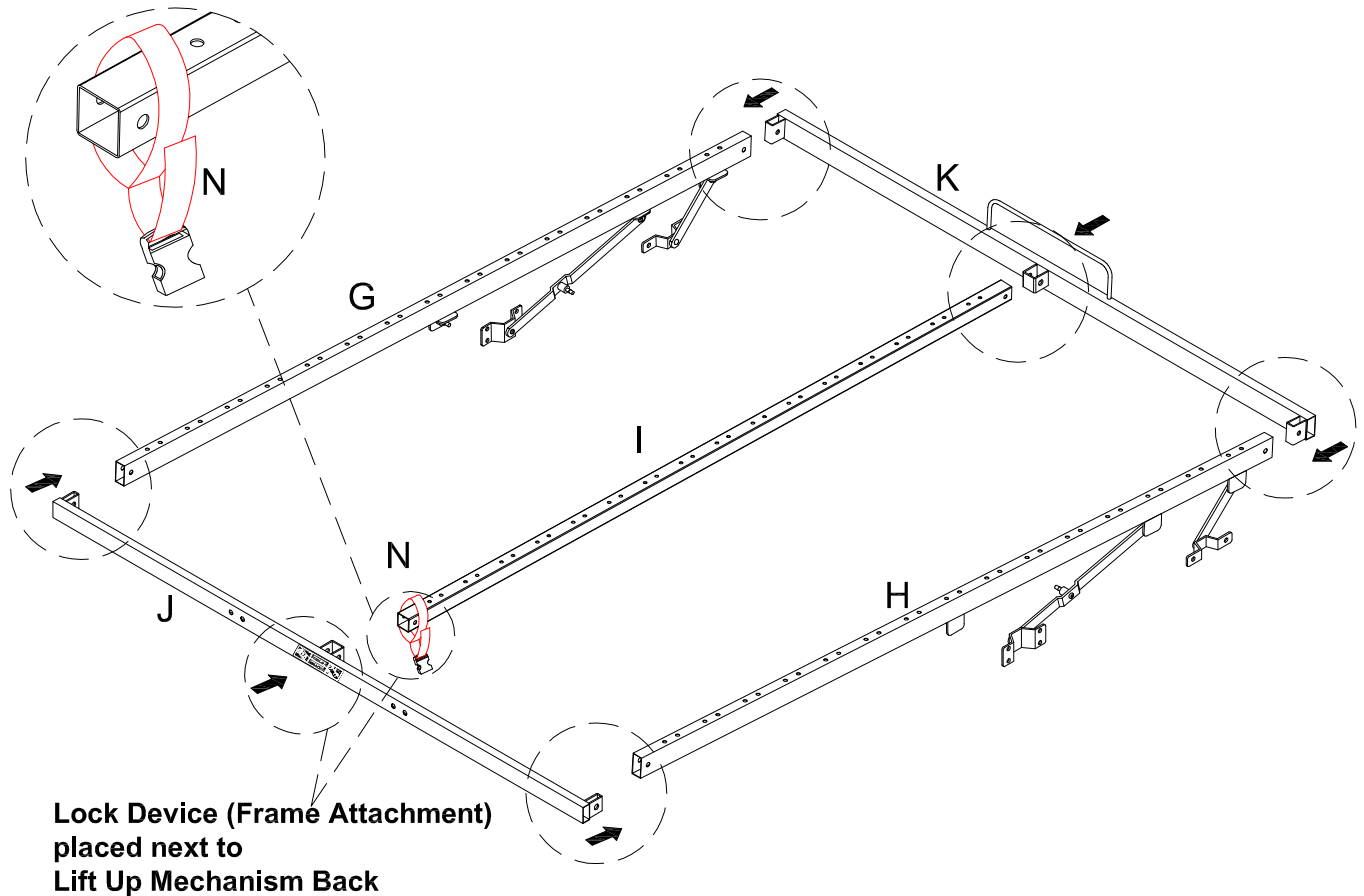 N
K
G
I
N
H
J
Lock Device (Frame Attachment)
placed next to
Lift Up Mechanism Back